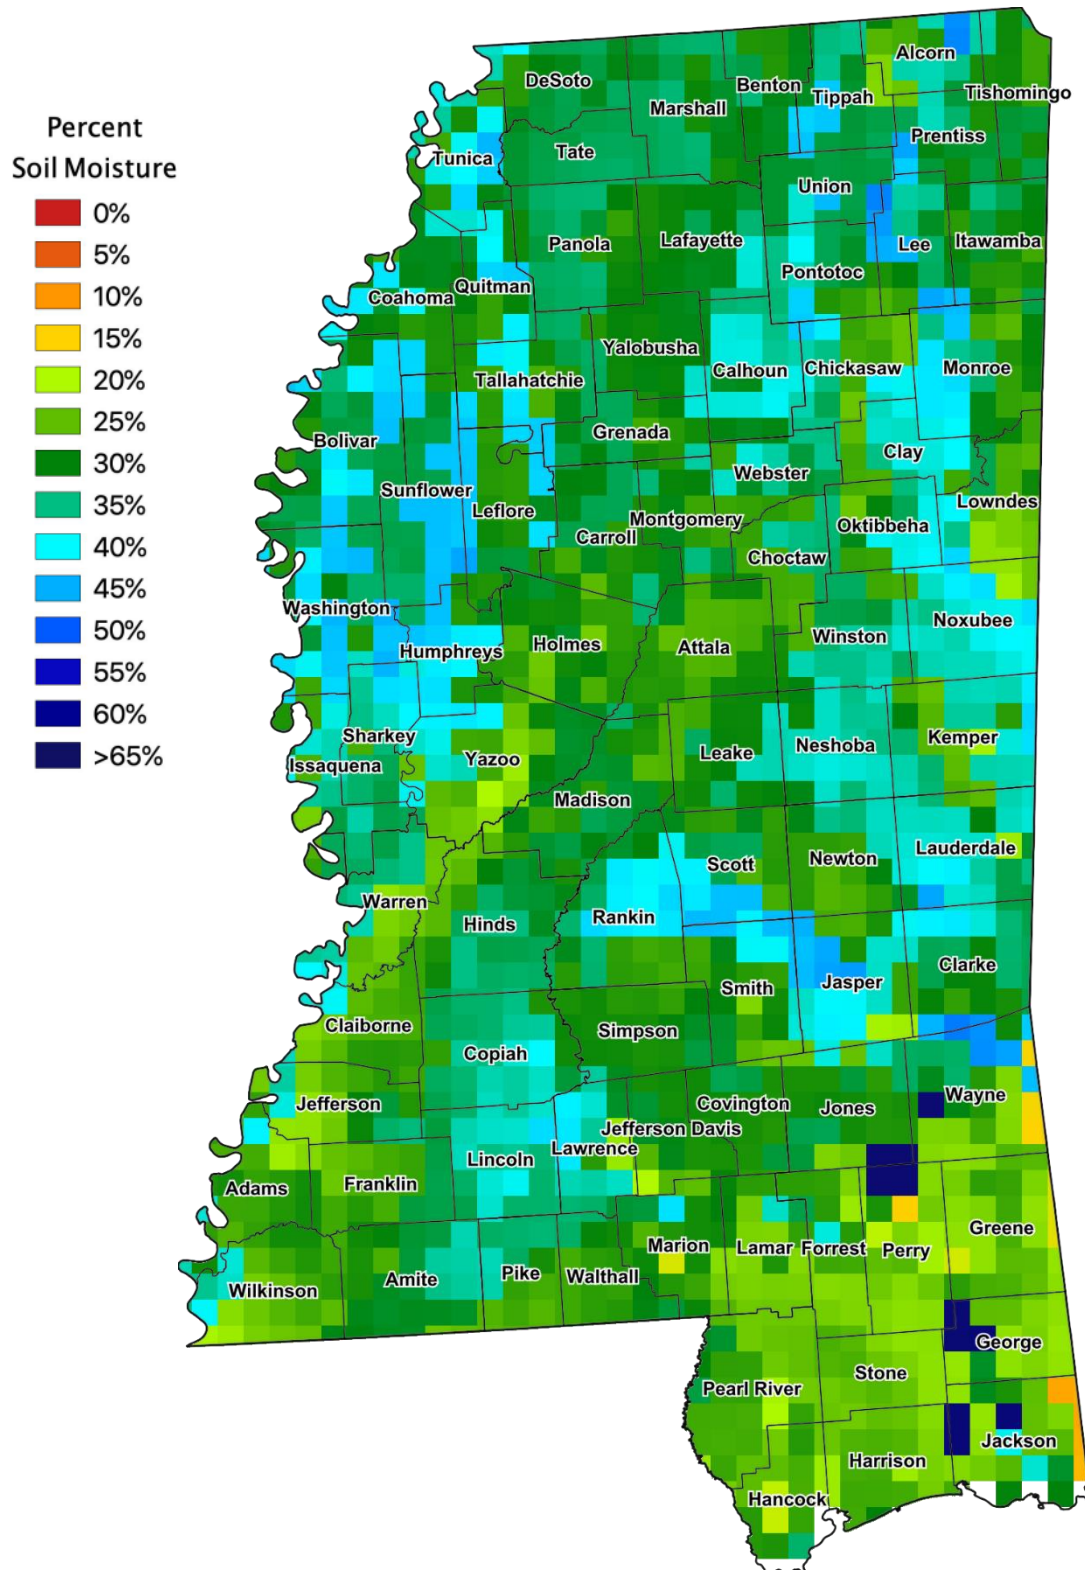 Percent
Soil Moisture
0%
5%
10%
15%
20%
25%
30%
35%
40%
45%
50%
55%
60%
>65%
Alcorn
DeSoto
Benton
Tippah
Tishomingo
Marshall
Prentiss
Tunica
Tate
Union
Panola
Lafayette
Lee
Itawamba
Pontotoc
Quitman
Coahoma
Yalobusha
Calhoun
Chickasaw
Monroe
Tallahatchie
Grenada
Bolivar
Clay
Webster
Sunflower
Lowndes
Leflore
Montgomery
Oktibbeha
Carroll
Choctaw
Washington
Noxubee
Winston
Holmes
Attala
Humphreys
Sharkey
Kemper
Neshoba
Leake
Yazoo
Issaquena
Madison
Lauderdale
Newton
Scott
Warren
Rankin
Hinds
Clarke
Jasper
Smith
Claiborne
Simpson
Copiah
Wayne
Jefferson
Covington
Jones
Jefferson Davis
Lawrence
Lincoln
Franklin
Adams
Greene
Marion
Lamar
Forrest
Perry
Pike
Walthall
Amite
Wilkinson
George
Stone
Pearl River
Jackson
Harrison
Hancock